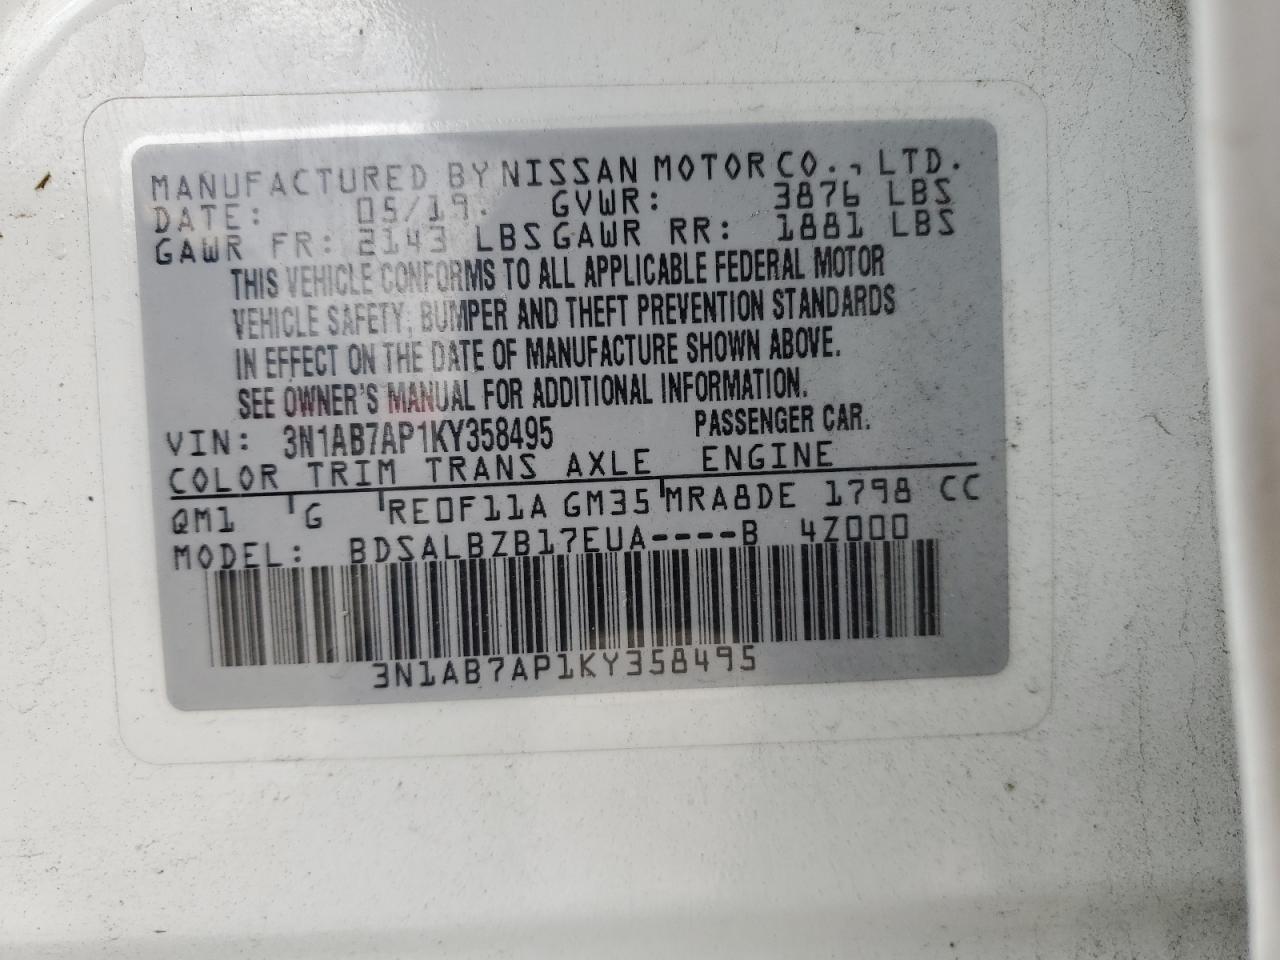 MANUFACTURED BY NISSAN MOTOR CO., LTD.
DATE: 05/19 GVWR: 3876 LBS
GAWR FR: 2143 LBS GAWR RR: 1881 LBS
THIS VEHICLE CONFORMS TO ALL APPLICABLE FEDERAL MOTOR
VEHICLE SAFETY, BUMPER AND THEFT PREVENTION STANDARDS
IN EFFECT ON THE DATE OF MANUFACTURE SHOWN ABOVE.
SEE OWNER'S MANUAL FOR ADDITIONAL INFORMATION.
VIN: 3N1AB7AP1KY358495 PASSENGER CAR.
COLOR TRIM TRANS AXLE ENGINE
QM1 G RE0F11A GM35 MRA8DE 1798 CC
MODEL: BDSALBZB17EUA----B 4Z000
3N1AB7AP1KY358495